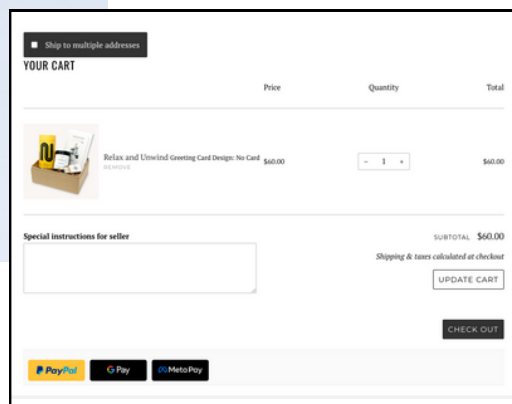 Ship to multiple addresses
YOUR CART
Price Quantity Total
Relax and Unwind Greeting Card Design: No Card $60.00 - 1 + $60.00
REMOVE
Special instructions for seller
SUBTOTAL $60.00
Shipping & taxes calculated at checkout
UPDATE CART
CHECK OUT
PayPal G Pay Meta Pay